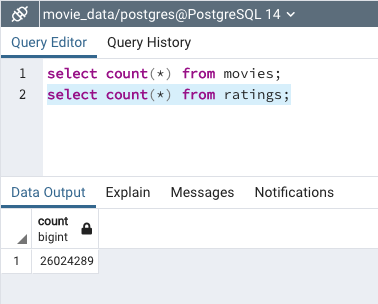 movie_data/postgres@PostgreSQL 14
Query Editor Query History
1 select count(*) from movies;
2 select count(*) from ratings;
Data Output Explain Messages Notifications
count
bigint
1 26024289